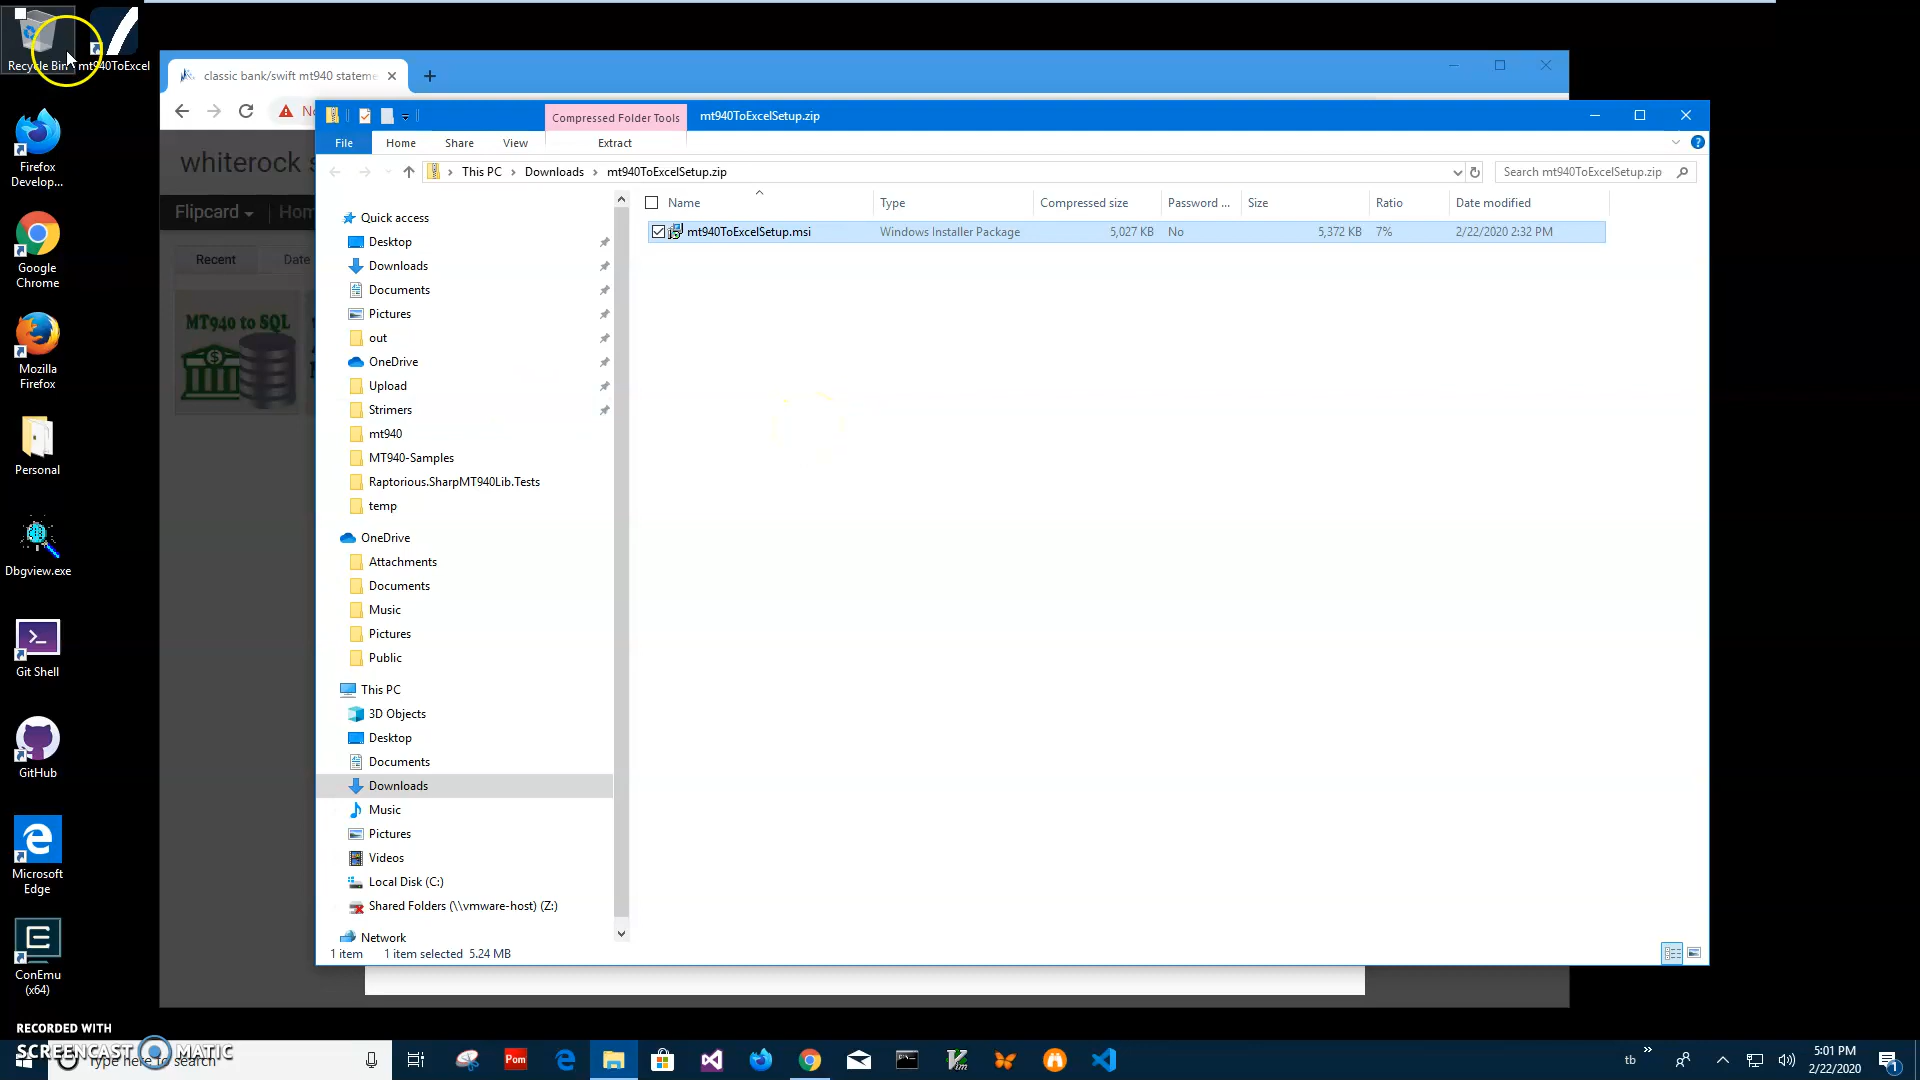 Recycle Bin
mt940ToExcel
Firefox
Develop...
Google
Chrome
Mozilla
Firefox
Personal
Dbgview.exe
Git Shell
GitHub
Microsoft
Edge
ConEmu
(x64)
classic bank/swift mt940 stateme
whiterock
Flipcard
Recent
Date
MT940 to SQL
Compressed Folder Tools
mt940ToExcelSetup.zip
File
Home
Share
View
Extract
This PC > Downloads > mt940ToExcelSetup.zip
Search mt940ToExcelSetup.zip
Name
Type
Compressed size
Password ...
Size
Ratio
Date modified
mt940ToExcelSetup.msi
Windows Installer Package
5,027 KB
No
5,372 KB
7%
2/22/2020 2:32 PM
Quick access
Desktop
Downloads
Documents
Pictures
out
OneDrive
Upload
Strimers
mt940
MT940-Samples
Raptorious.SharpMT940Lib.Tests
temp
OneDrive
Attachments
Documents
Music
Pictures
Public
This PC
3D Objects
Desktop
Documents
Downloads
Music
Pictures
Videos
Local Disk (C:)
Shared Folders (\\vmware-host) (Z:)
Network
1 item
1 item selected 5.24 MB
RECORDED WITH
SCREENCAST MATIC
Type here to search
Pom
tb
5:01 PM
2/22/2020
1